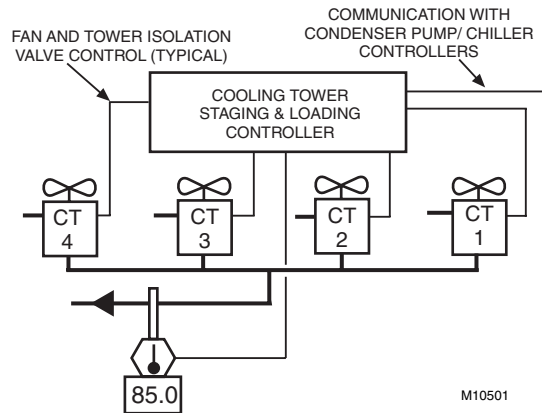 FAN AND TOWER ISOLATION
VALVE CONTROL (TYPICAL)
COMMUNICATION WITH
CONDENSER PUMP/ CHILLER
CONTROLLERS
COOLING TOWER
STAGING & LOADING
CONTROLLER
CT
4
CT
3
CT
2
CT
1
85.0
M10501